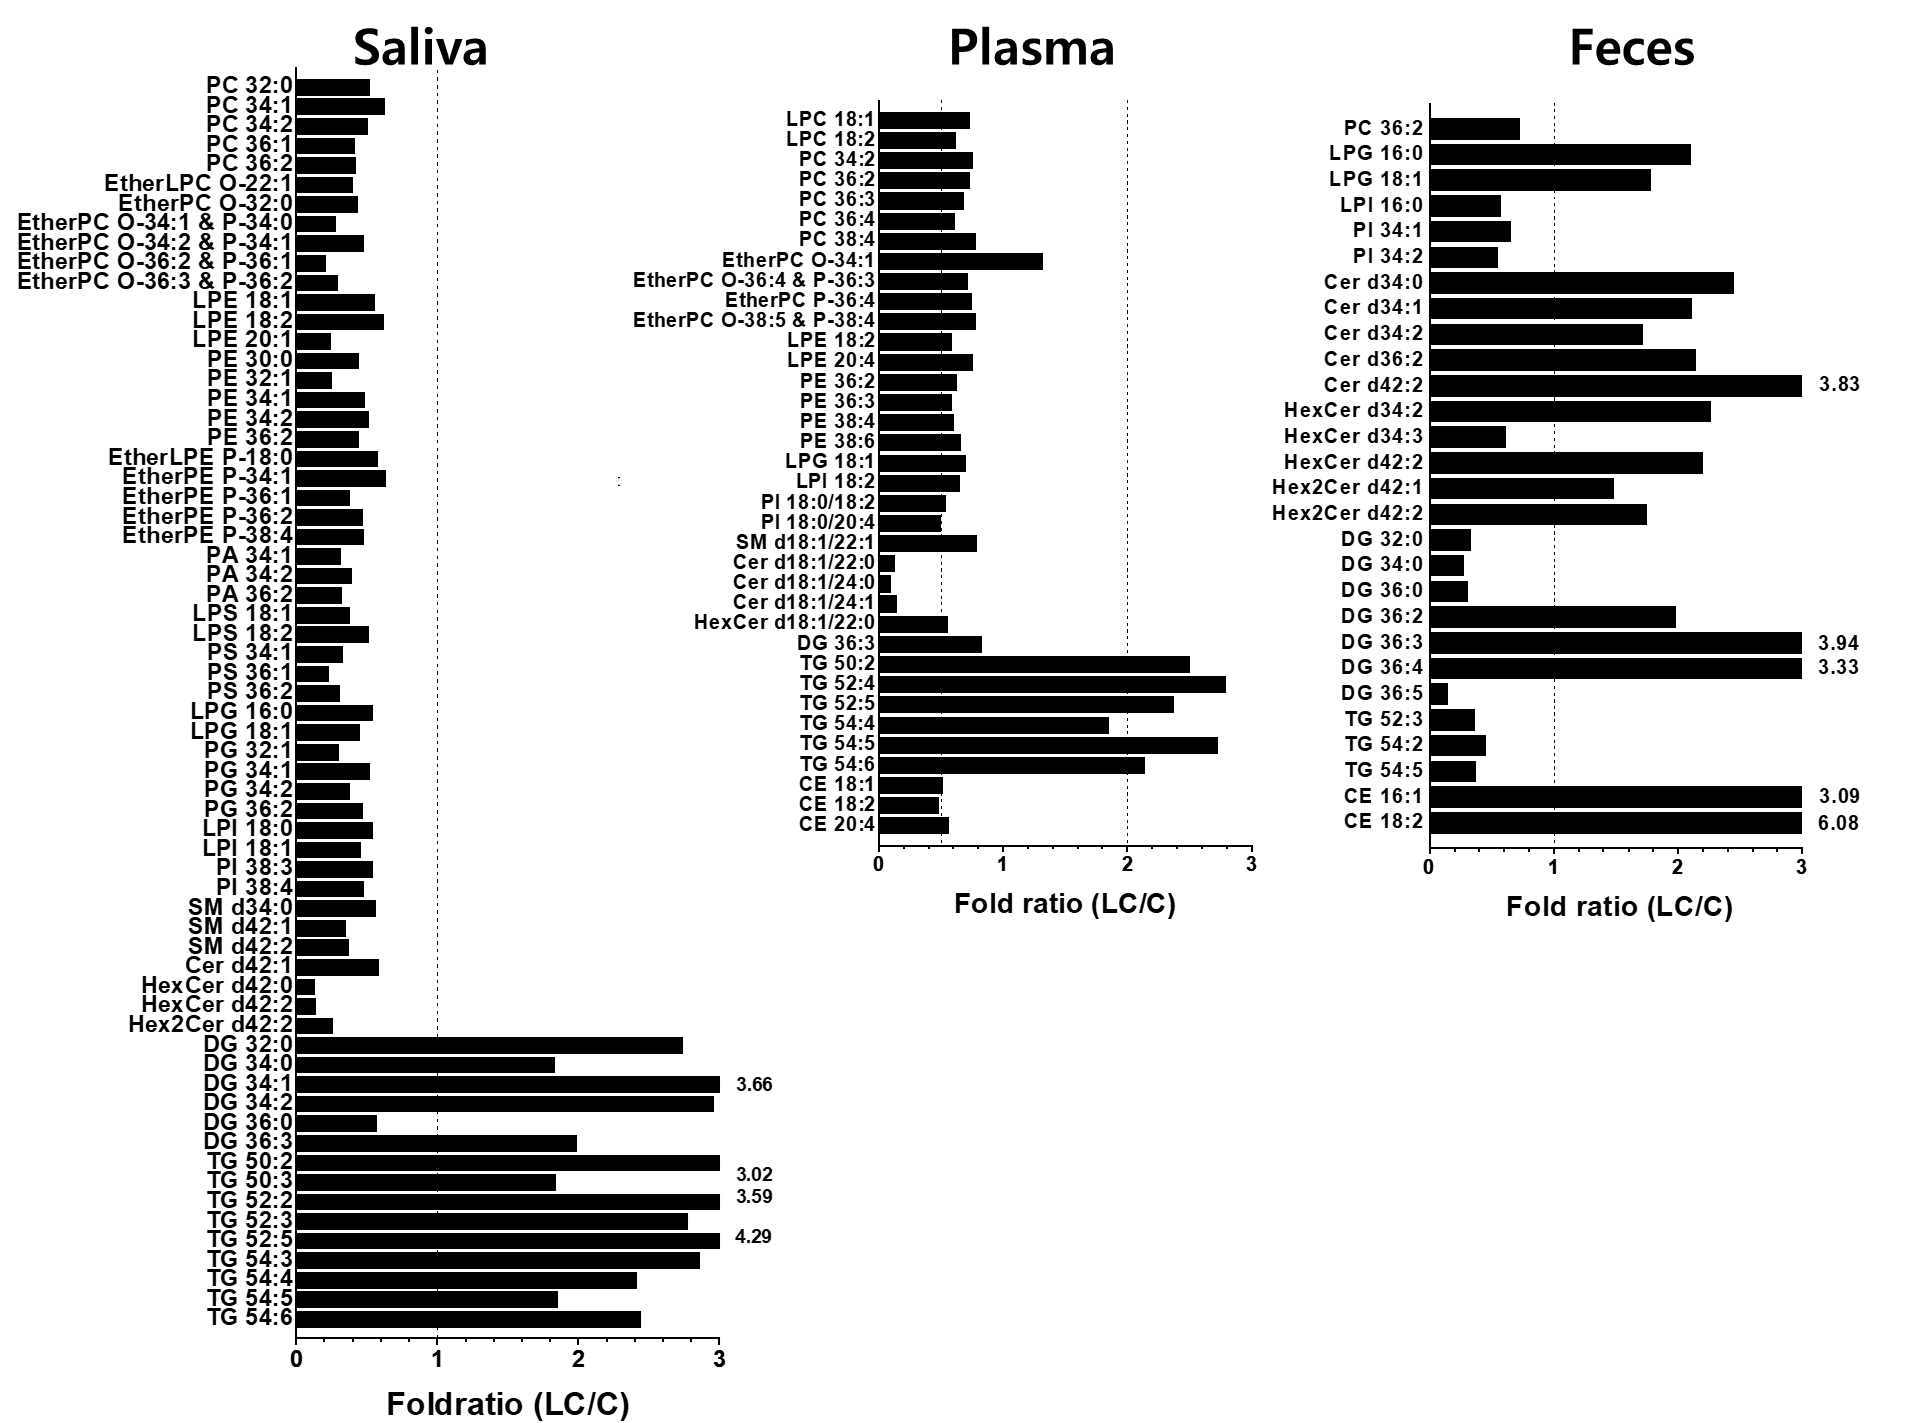 Saliva
PC 32:0
PC 34:1
PC 34:2
PC 36:1
PC 36:2
EtherLPC O-22:1
EtherPC O-32:0
EtherPC O-34:1 & P-34:0
EtherPC O-34:2 & P-34:1
EtherPC O-36:2 & P-36:1
EtherPC O-36:3 & P-36:2
LPE 18:1
LPE 18:2
LPE 20:1
PE 30:0
PE 32:1
PE 34:1
PE 34:2
PE 36:2
EtherLPE P-18:0
EtherPE P-34:1
EtherPE P-36:1
EtherPE P-36:2
EtherPE P-38:4
PA 34:1
PA 34:2
PA 36:2
LPS 18:1
LPS 18:2
PS 34:1
PS 36:1
PS 36:2
LPG 16:0
LPG 18:1
PG 32:1
PG 34:1
PG 34:2
PG 36:2
LPI 18:0
LPI 18:1
PI 38:3
PI 38:4
SM d34:0
SM d42:1
SM d42:2
Cer d42:1
HexCer d42:0
HexCer d42:2
Hex2Cer d42:2
DG 32:0
DG 34:0
DG 34:1 3.66
DG 34:2
DG 36:0
DG 36:3
TG 50:2 3.02
TG 50:3
TG 52:2 3.59
TG 52:3
TG 52:5 4.29
TG 54:3
TG 54:4
TG 54:5
TG 54:6
0 1 2 3
Foldratio (LC/C)
Plasma
LPC 18:1
LPC 18:2
PC 34:2
PC 36:2
PC 36:3
PC 36:4
PC 38:4
EtherPC O-34:1
EtherPC O-36:4 & P-36:3
EtherPC P-36:4
EtherPC O-38:5 & P-38:4
LPE 18:2
LPE 20:4
PE 36:2
PE 36:3
PE 38:4
PE 38:6
LPG 18:1
LPI 18:2
PI 18:0/18:2
PI 18:0/20:4
SM d18:1/22:1
Cer d18:1/22:0
Cer d18:1/24:0
Cer d18:1/24:1
HexCer d18:1/22:0
DG 36:3
TG 50:2
TG 52:4
TG 52:5
TG 54:4
TG 54:5
TG 54:6
CE 18:1
CE 18:2
CE 20:4
0 1 2 3
Fold ratio (LC/C)
Feces
PC 36:2
LPG 16:0
LPG 18:1
LPI 16:0
PI 34:1
PI 34:2
Cer d34:0
Cer d34:1
Cer d34:2
Cer d36:2
Cer d42:2 3.83
HexCer d34:2
HexCer d34:3
HexCer d42:2
Hex2Cer d42:1
Hex2Cer d42:2
DG 32:0
DG 34:0
DG 36:0
DG 36:2
DG 36:3 3.94
DG 36:4 3.33
DG 36:5
TG 52:3
TG 54:2
TG 54:5
CE 16:1 3.09
CE 18:2 6.08
0 1 2 3
Fold ratio (LC/C)